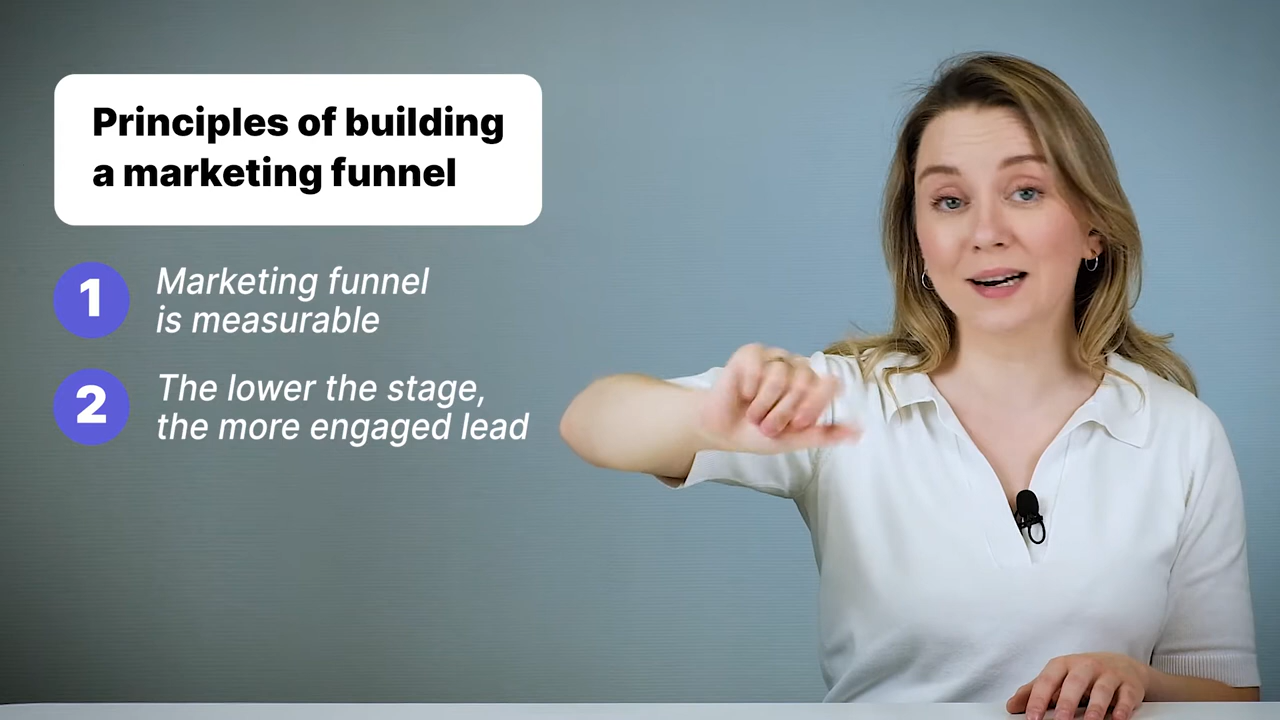 Principles of building
a marketing funnel
1
Marketing funnel
is measurable
2
The lower the stage,
the more engaged lead